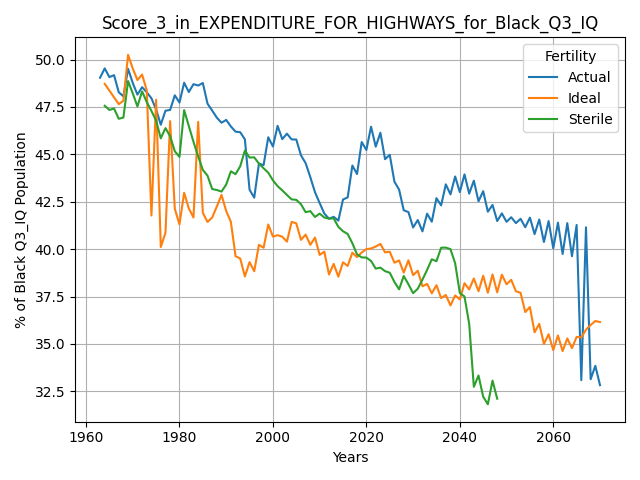 Score_3_in_EXPENDITURE_FOR_HIGHWAYS_for_Black_Q3_IQ
Fertility
Actual
Ideal
Sterile
% of Black Q3_IQ Population
50.0
47.5
45.0
42.5
40.0
37.5
35.0
32.5
1960 1980 2000 2020 2040 2060
Years